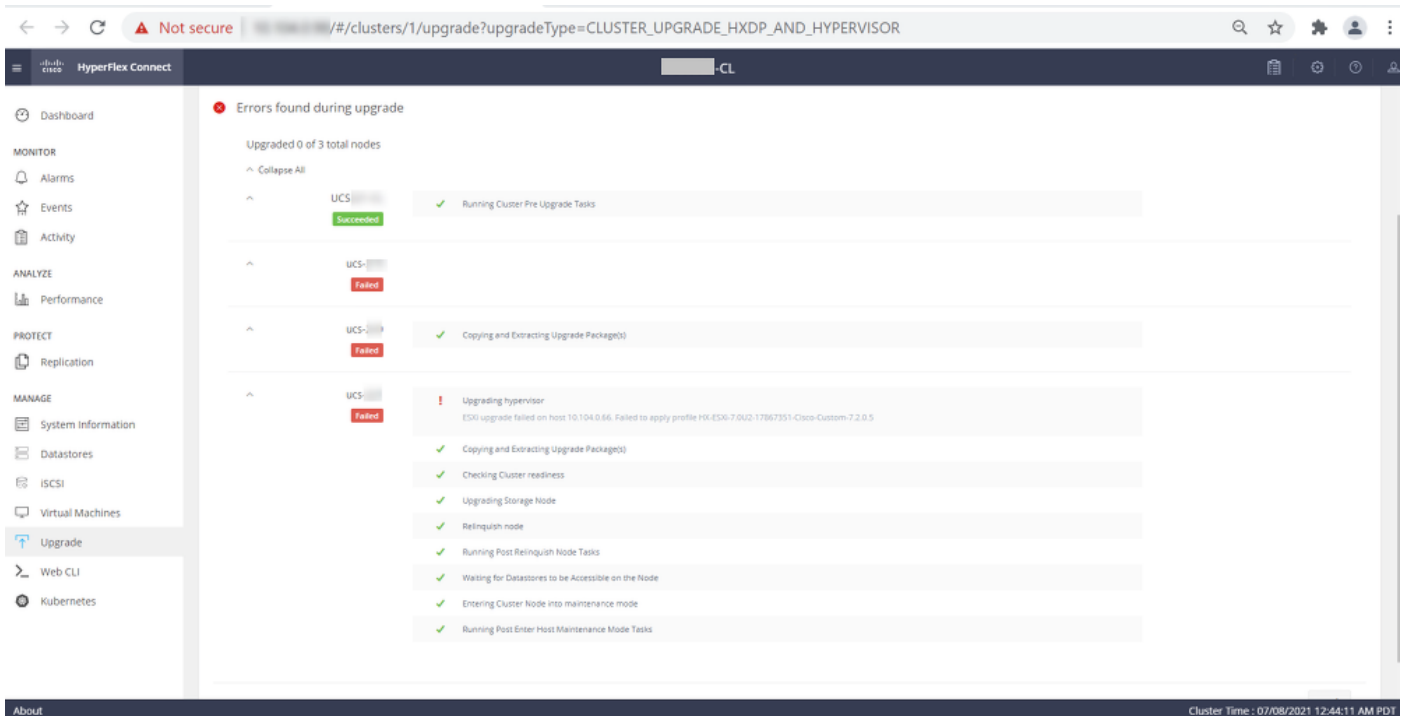 Not secure
/#/clusters/1/upgrade?upgradeType=CLUSTER_UPGRADE_HXDP_AND_HYPERVISOR
cisco HyperFlex Connect
-CL
Dashboard
MONITOR
Alarms
Events
Activity
ANALYZE
Performance
PROTECT
Replication
MANAGE
System Information
Datastores
iSCSI
Virtual Machines
Upgrade
Web CLI
Kubernetes
About
Errors found during upgrade
Upgraded 0 of 3 total nodes
Collapse All
UCS
Succeeded
Running Cluster Pre Upgrade Tasks
ucs-
Failed
ucs-
Failed
Copying and Extracting Upgrade Package(s)
ucs-
Failed
Upgrading hypervisor
ESXi upgrade failed on host 10.104.0.66. Failed to apply profile HX-ESXi-7.0U2-17867351-Cisco-Custom-7.2.0.5
Copying and Extracting Upgrade Package(s)
Checking Cluster readiness
Upgrading Storage Node
Relinquish node
Running Post Relinquish Node Tasks
Waiting for Datastores to be Accessible on the Node
Entering Cluster Node into maintenance mode
Running Post Enter Host Maintenance Mode Tasks
Cluster Time : 07/08/2021 12:44:11 AM PDT